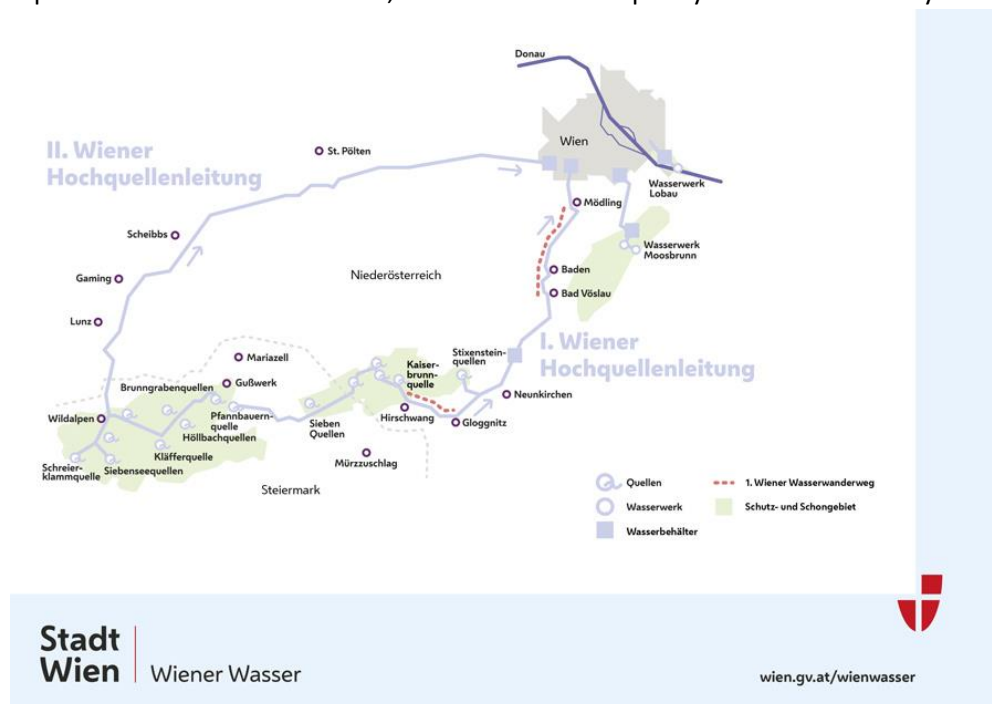 Donau
Wien
II. Wiener
Hochquellenleitung
St. Pölten
Wasserwerk
Lobau
Mödling
Scheibbs
Wasserwerk
Moosbrunn
Gaming
Niederösterreich
Baden
Bad Vöslau
Lunz
I. Wiener
Hochquellenleitung
Stixenstein-
quellen
Mariazell
Kaiser-
brunn-
quelle
Brunngrabenquellen
Gußwerk
Neunkirchen
Wildalpen
Pfannbauern-
quelle
Hirschwang
Gloggnitz
Sieben
Quellen
Höllbachquellen
Kläfferquelle
Mürzzuschlag
Schreier-
klammquelle
Siebenseequellen
Steiermark
Quellen
Wasserwerk
Wasserbehälter
1. Wiener Wasserwanderweg
Schutz- und Schongebiet
Stadt
Wien
Wiener Wasser
wien.gv.at/wienwasser